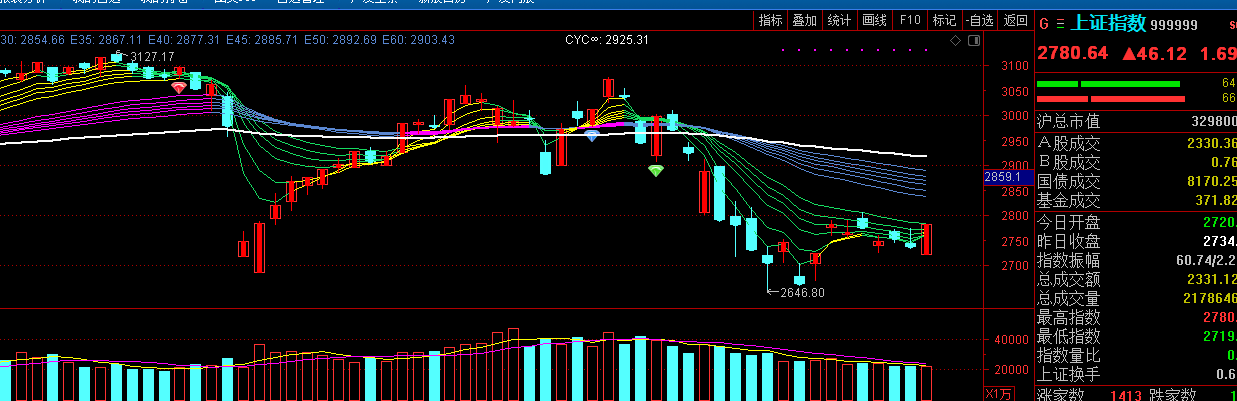 指标 叠加 统计 画线 F10 标记 -自选 返回
30: 2854.66 E35: 2867.11 E40: 2877.31 E45: 2885.71 E50: 2892.69 E60: 2903.43
CYC∞: 2925.31
3127.17
2646.80
3100
3050
3000
2950
2900
2859.1
2850
2800
2750
2700
40000
20000
X1万
G ☰ 上证指数 999999
2780.64 ▲46.12 1.69
64
66
沪总市值 329800
A股成交 2330.36
B股成交 0.76
国债成交 8170.25
基金成交 371.82
今日开盘 2720.
昨日收盘 2734.
指数振幅 60.74/2.2
总成交额 2331.12
总成交量 2178646
最高指数 2780.
最低指数 2719.
指数量比 0.
上证换手 0.6
涨家数 1413 跌家数